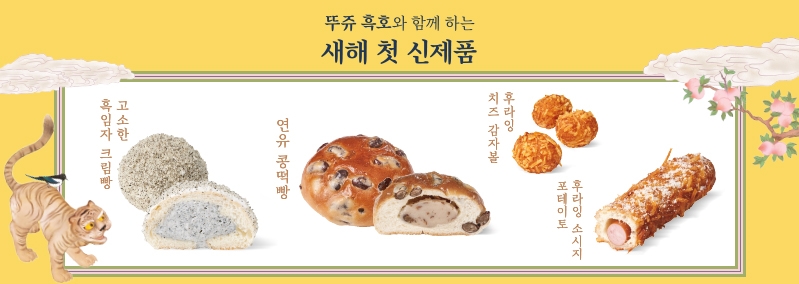 뚜쥬 흑호와 함께 하는
새해 첫 신제품
고소한
흑임자 크림빵
연유 콩떡빵
후라잉
치즈 감자볼
후라잉 소시지
포테이토